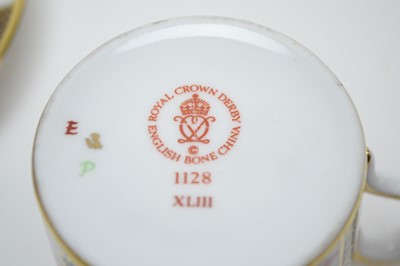 ROYAL CROWN DERBY
ENGLISH BONE CHINA
©
1128
XLIII
E
P